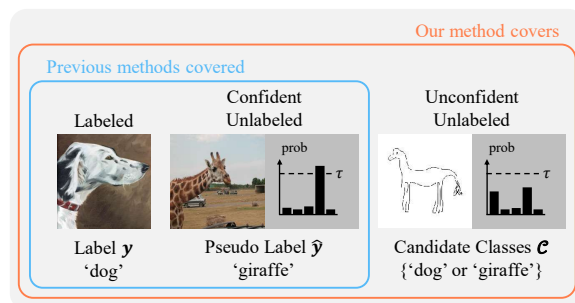 Our method covers
Previous methods covered
Labeled
Confident
Unlabeled
Unconfident
Unlabeled
prob
τ
prob
τ
Label y
'dog'
Pseudo Label ŷ
'giraffe'
Candidate Classes C
{'dog' or 'giraffe'}